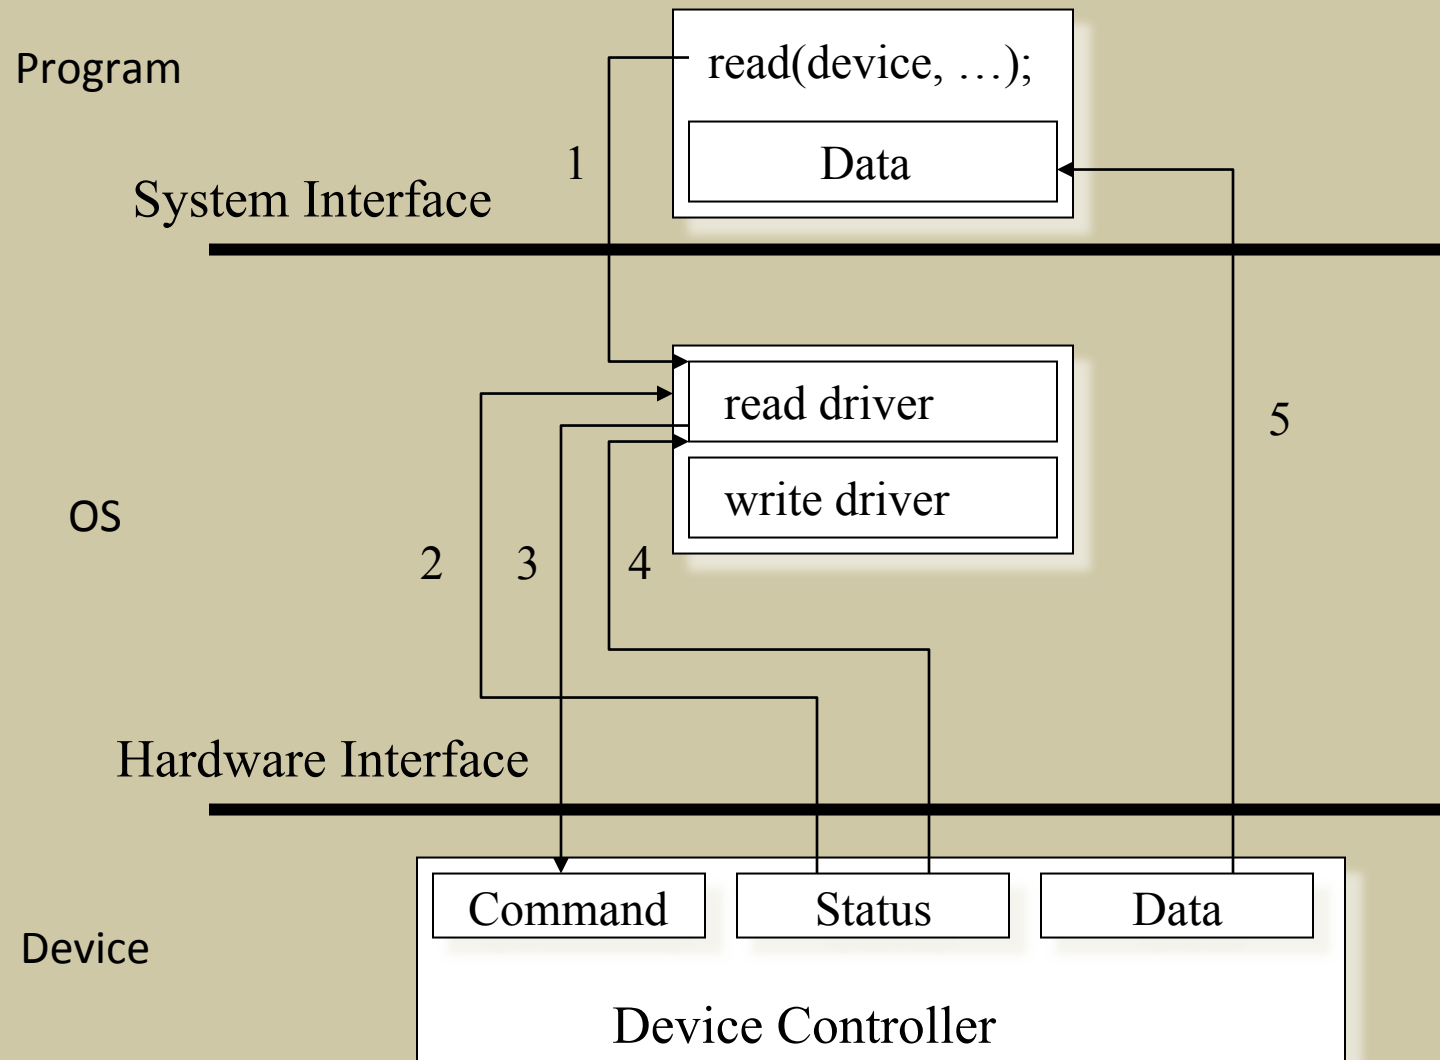 Program
read(device, …);
Data
1
System Interface
read driver
5
write driver
OS
2
3
4
Hardware Interface
Command
Status
Data
Device
Device Controller